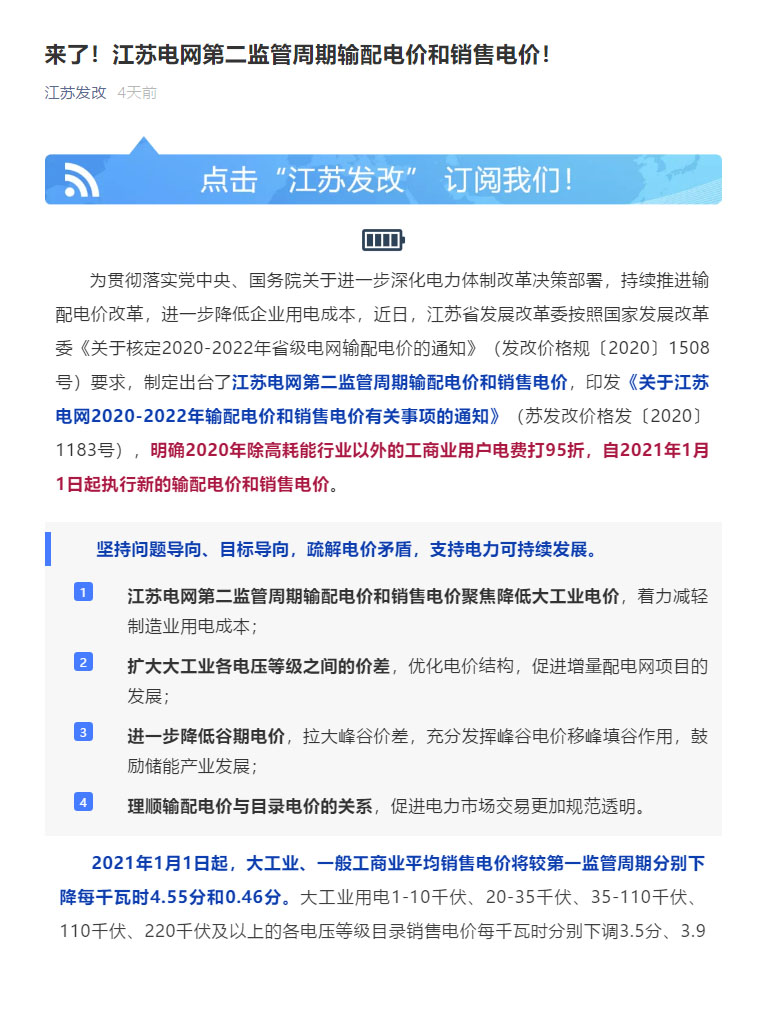 来了！江苏电网第二监管周期输配电价和销售电价！
江苏发改 4天前
点击“江苏发改” 订阅我们！
为贯彻落实党中央、国务院关于进一步深化电力体制改革决策部署，持续推进输
配电价改革，进一步降低企业用电成本，近日，江苏省发展改革委按照国家发展改革
委《关于核定2020-2022年省级电网输配电价的通知》（发改价格规〔2020〕1508
号）要求，制定出台了江苏电网第二监管周期输配电价和销售电价，印发《关于江苏
电网2020-2022年输配电价和销售电价有关事项的通知》（苏发改价格发〔2020〕
1183号），明确2020年除高耗能行业以外的工商业用户电费打95折，自2021年1月
1日起执行新的输配电价和销售电价。
坚持问题导向、目标导向，疏解电价矛盾，支持电力可持续发展。
1 江苏电网第二监管周期输配电价和销售电价聚焦降低大工业电价，着力减轻
制造业用电成本；
2 扩大大工业各电压等级之间的价差，优化电价结构，促进增量配电网项目的
发展；
3 进一步降低谷期电价，拉大峰谷价差，充分发挥峰谷电价移峰填谷作用，鼓
励储能产业发展；
4 理顺输配电价与目录电价的关系，促进电力市场交易更加规范透明。
2021年1月1日起，大工业、一般工商业平均销售电价将较第一监管周期分别下
降每千瓦时4.55分和0.46分。大工业用电1-10千伏、20-35千伏、35-110千伏、
110千伏、220千伏及以上的各电压等级目录销售电价每千瓦时分别下调3.5分、3.9